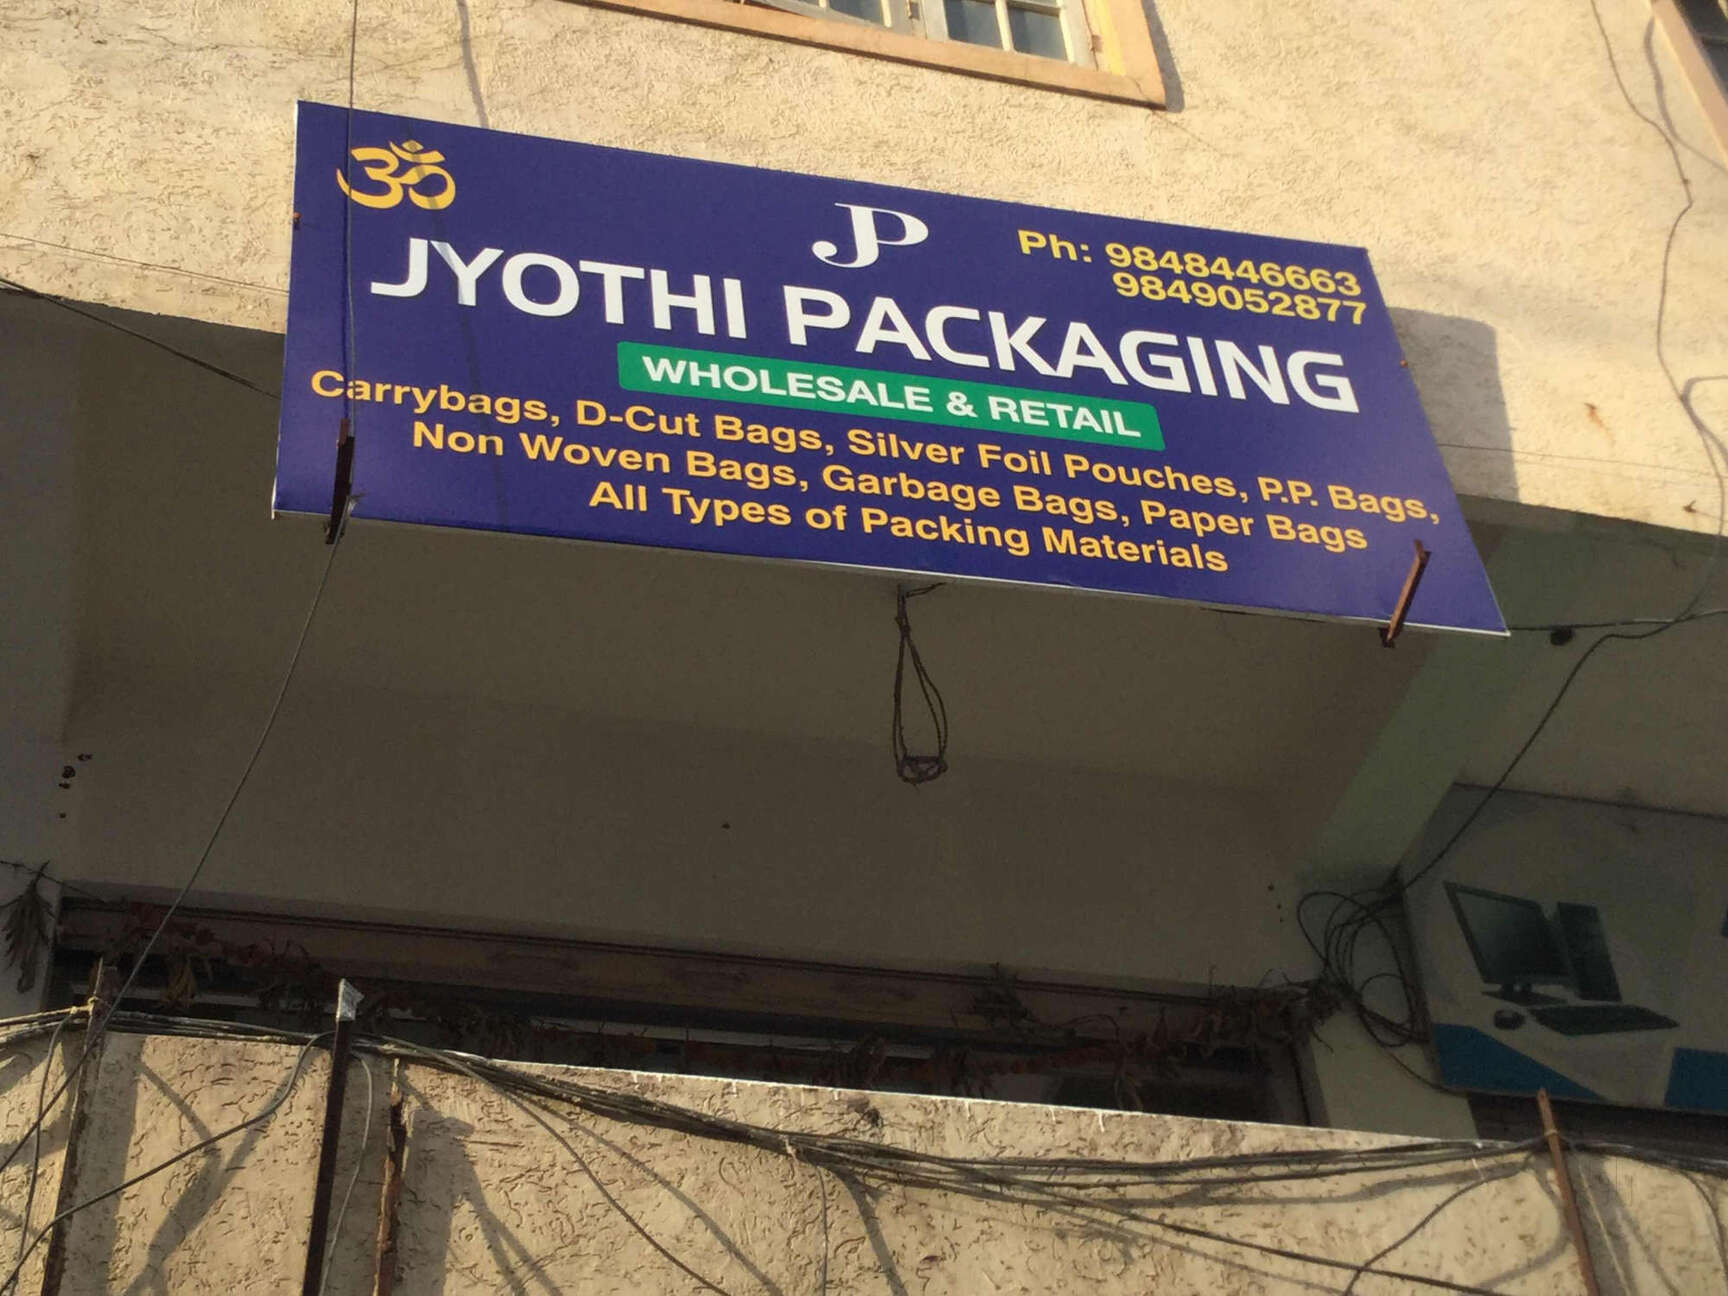 ॐ
JP
Ph: 9848446663
9849052877
JYOTHI PACKAGING
WHOLESALE & RETAIL
Carrybags, D-Cut Bags, Silver Foil Pouches, P.P. Bags,
Non Woven Bags, Garbage Bags, Paper Bags
All Types of Packing Materials